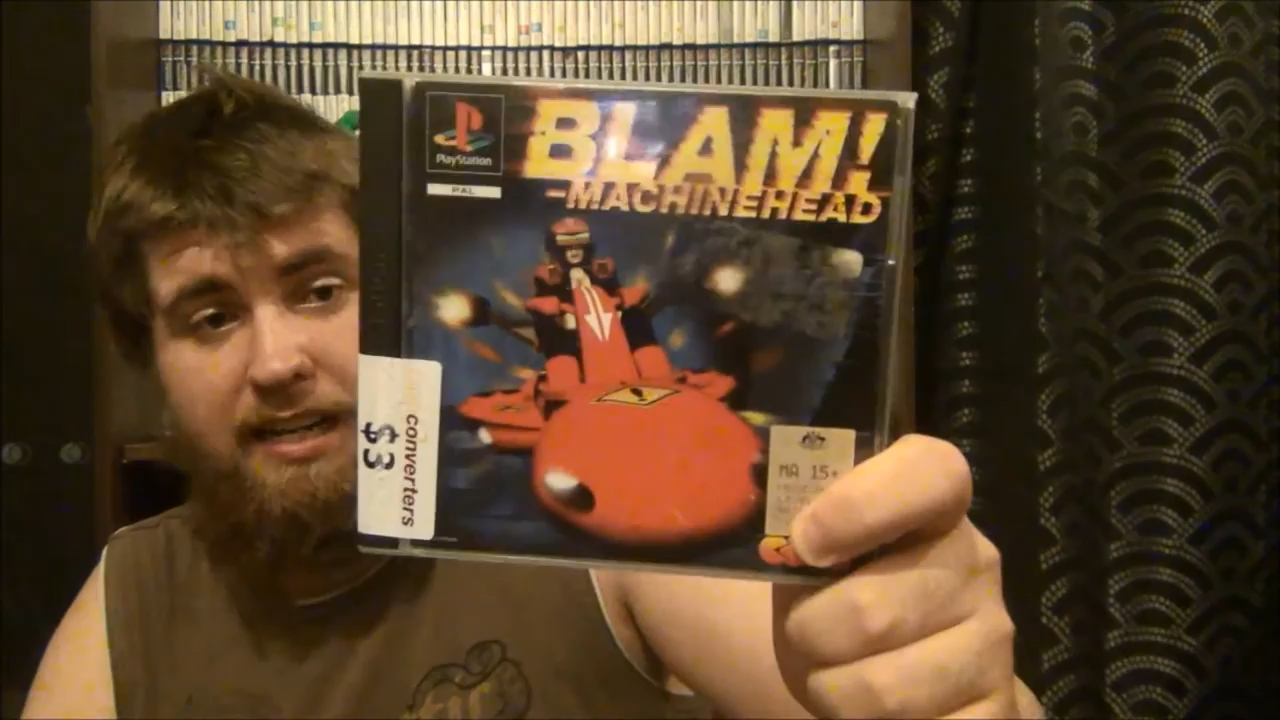 PlayStation
PAL
BLAM!
-MACHINEHEAD
converters
$3
MA 15+